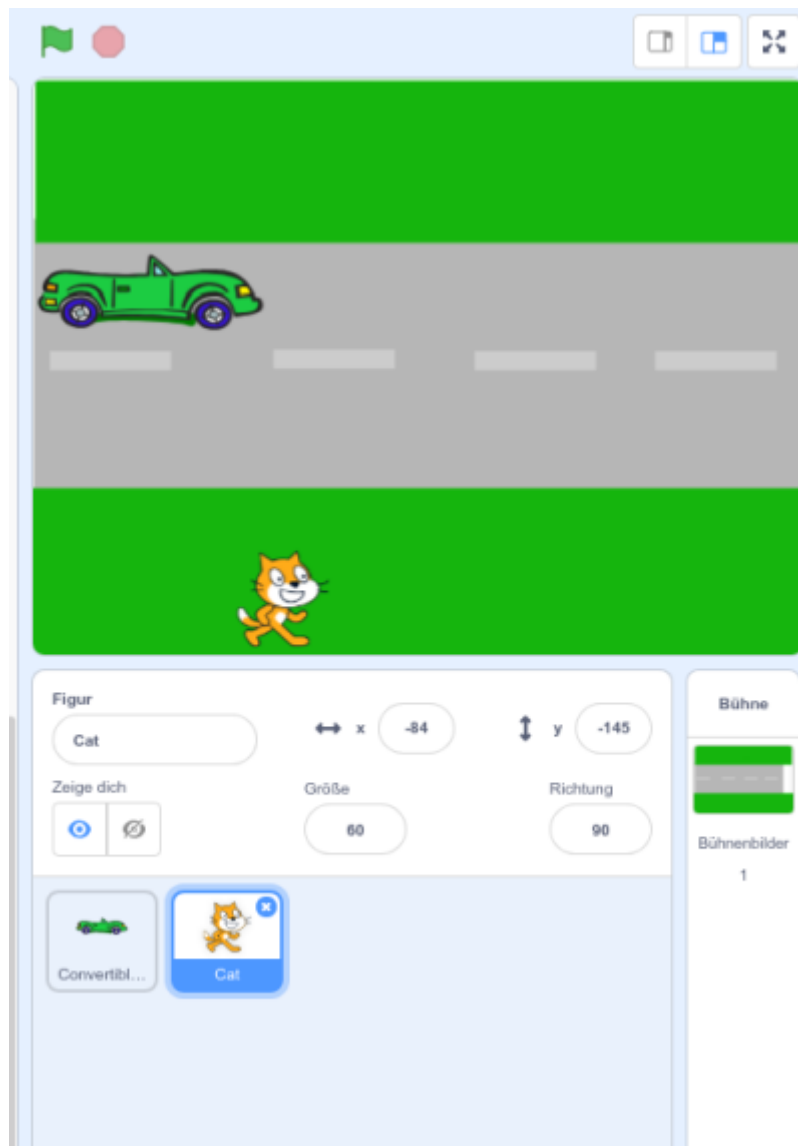 Figur
Cat
x -84
y -145
Bühne
Zeige dich
Größe
60
Richtung
90
Bühnenbilder
1
Convertibl...
Cat